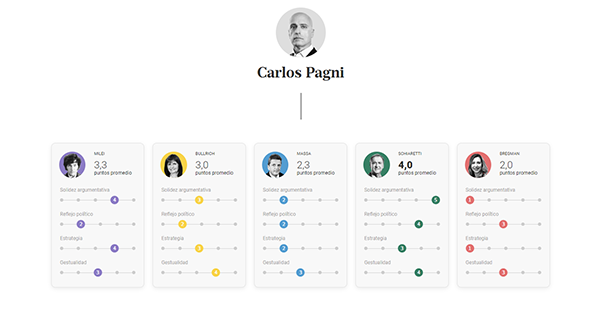 Carlos Pagni
MILEI
3,3
puntos promedio
Solidez argumentativa
4
Reflejo político
2
Estrategia
4
Gestualidad
3
BULLRICH
3,0
puntos promedio
Solidez argumentativa
3
Reflejo político
2
Estrategia
3
Gestualidad
4
MASSA
2,3
puntos promedio
Solidez argumentativa
2
Reflejo político
2
Estrategia
2
Gestualidad
3
SCHIARETTI
4,0
puntos promedio
Solidez argumentativa
5
Reflejo político
4
Estrategia
3
Gestualidad
4
BREGMAN
2,0
puntos promedio
Solidez argumentativa
1
Reflejo político
3
Estrategia
1
Gestualidad
3